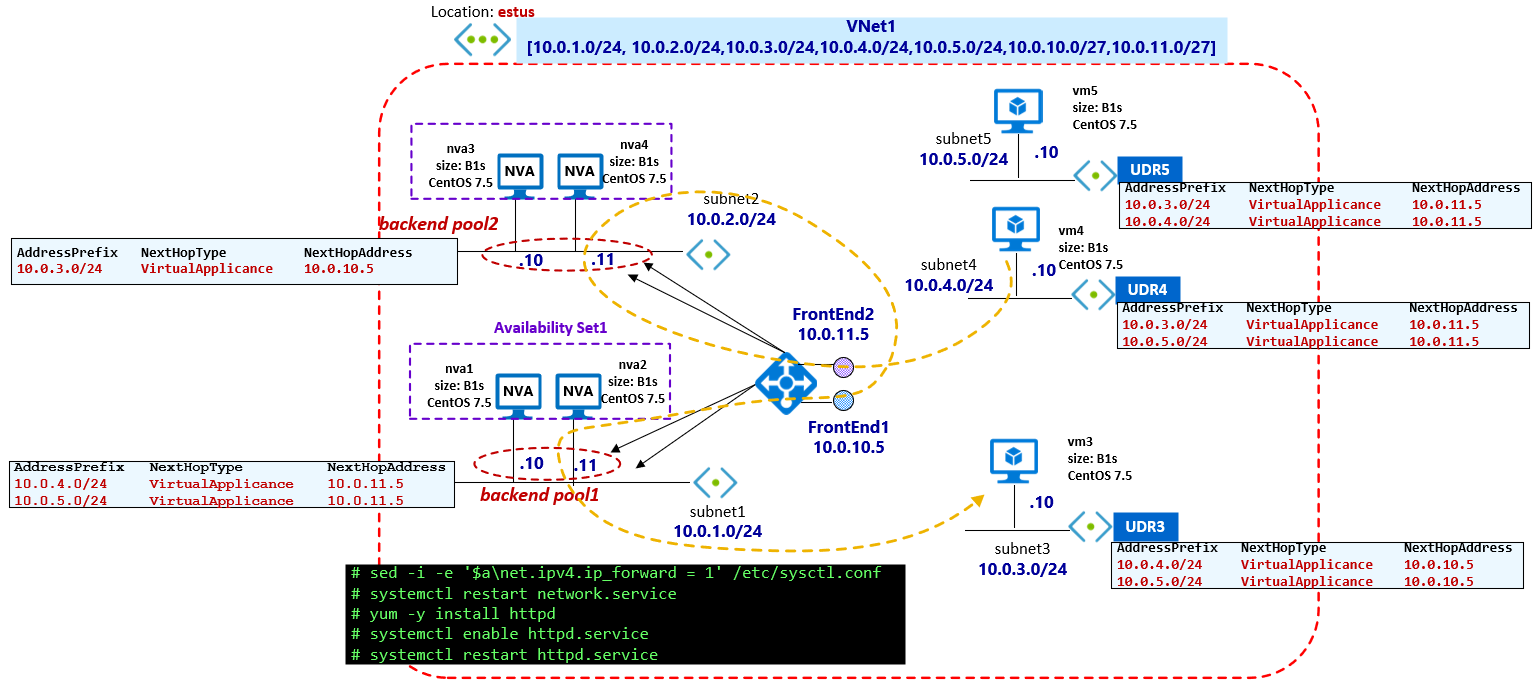 Location: estus
VNet1
[10.0.1.0/24, 10.0.2.0/24,10.0.3.0/24,10.0.4.0/24,10.0.5.0/24,10.0.10.0/27,10.0.11.0/27]
nva3
size: B1s
CentOS 7.5
NVA
NVA
nva4
size: B1s
CentOS 7.5
backend pool2
.10
.11
subnet2
10.0.2.0/24
AddressPrefix NextHopType NextHopAddress
10.0.3.0/24 VirtualApplicance 10.0.10.5
Availability Set1
nva1
size: B1s
CentOS 7.5
NVA
NVA
nva2
size: B1s
CentOS 7.5
.10
.11
backend pool1
subnet1
10.0.1.0/24
AddressPrefix NextHopType NextHopAddress
10.0.4.0/24 VirtualApplicance 10.0.11.5
10.0.5.0/24 VirtualApplicance 10.0.11.5
FrontEnd2
10.0.11.5
FrontEnd1
10.0.10.5
vm5
size: B1s
CentOS 7.5
subnet5
10.0.5.0/24
.10
UDR5
AddressPrefix NextHopType NextHopAddress
10.0.3.0/24 VirtualApplicance 10.0.11.5
10.0.4.0/24 VirtualApplicance 10.0.11.5
vm4
size: B1s
CentOS 7.5
subnet4
10.0.4.0/24
.10
UDR4
AddressPrefix NextHopType NextHopAddress
10.0.3.0/24 VirtualApplicance 10.0.11.5
10.0.5.0/24 VirtualApplicance 10.0.11.5
vm3
size: B1s
CentOS 7.5
.10
subnet3
10.0.3.0/24
UDR3
AddressPrefix NextHopType NextHopAddress
10.0.4.0/24 VirtualApplicance 10.0.10.5
10.0.5.0/24 VirtualApplicance 10.0.10.5
# sed -i -e '$a\net.ipv4.ip_forward = 1' /etc/sysctl.conf
# systemctl restart network.service
# yum -y install httpd
# systemctl enable httpd.service
# systemctl restart httpd.service